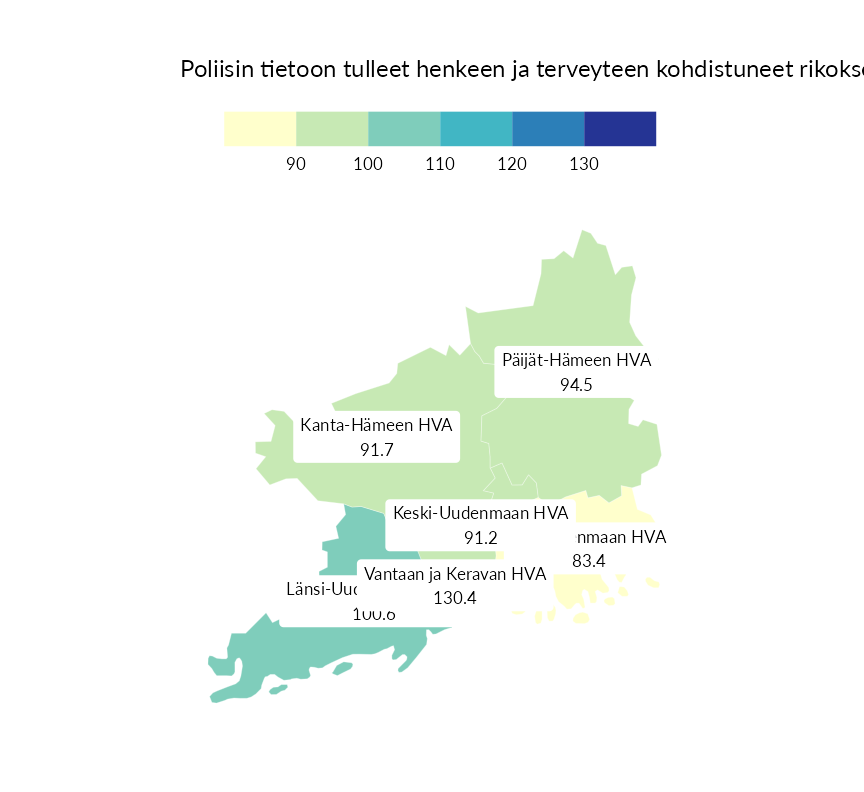 Poliisin tietoon tulleet henkeen ja terveyteen kohdistuneet
90 100 110 120 130
Päijät-Hämeen HVA
94.5
Kanta-Hämeen HVA
91.7
Keski-Uudenmaan HVA
91.2
nmaan HVA
83.4
Vantaan ja Keravan HVA
130.4
Länsi-Uud
100.6